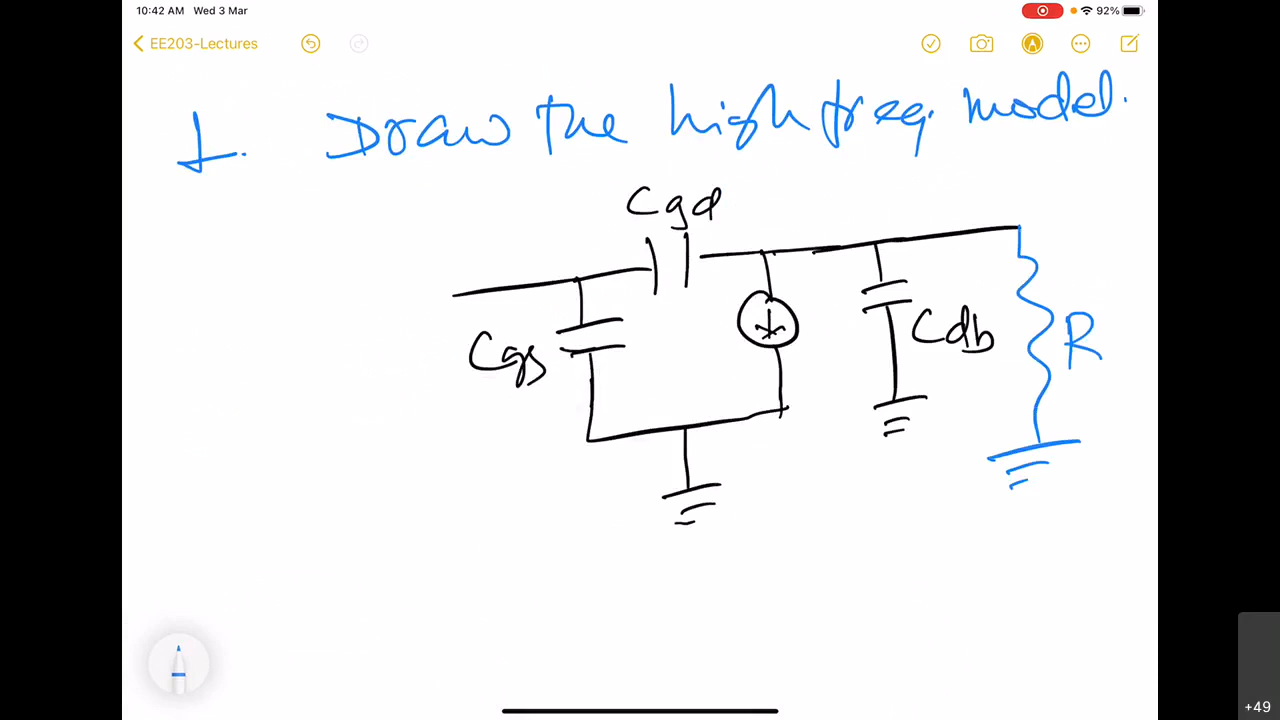 10:42 AM Wed 3 Mar
92%
EE203-Lectures
1. Draw the high freq. model.
Cgd
Cgs
Cdb
R
+49